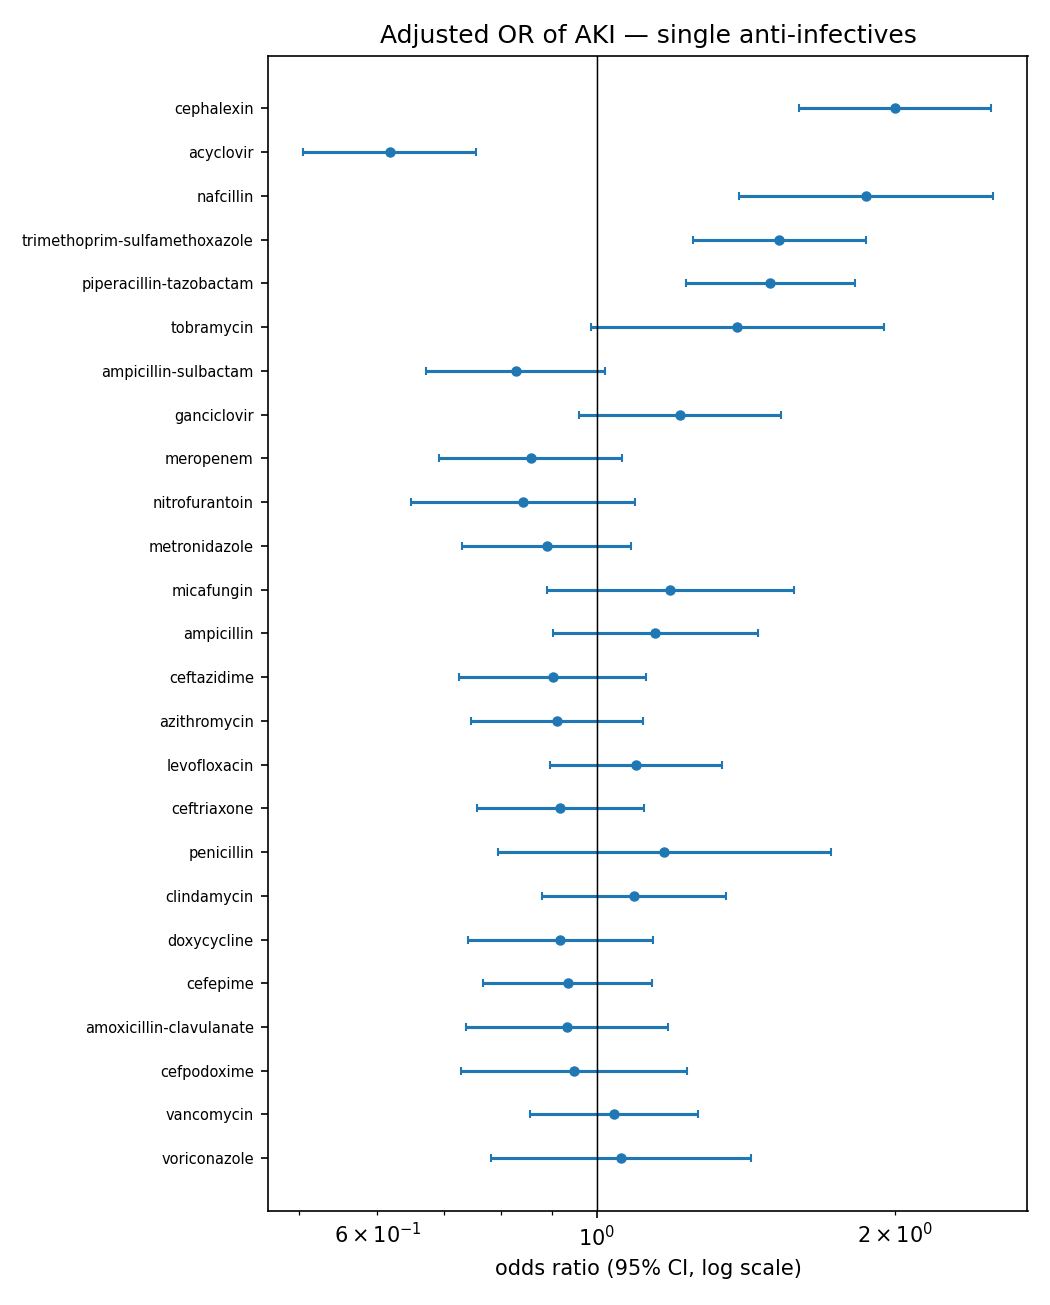 Adjusted OR of AKI — single anti-infectives
cephalexin
acyclovir
nafcillin
trimethoprim-sulfamethoxazole
piperacillin-tazobactam
tobramycin
ampicillin-sulbactam
ganciclovir
meropenem
nitrofurantoin
metronidazole
micafungin
ampicillin
ceftazidime
azithromycin
levofloxacin
ceftriaxone
penicillin
clindamycin
doxycycline
cefepime
amoxicillin-clavulanate
cefpodoxime
vancomycin
voriconazole
6 × 10⁻¹ 10⁰ 2 × 10⁰
odds ratio (95% CI, log scale)